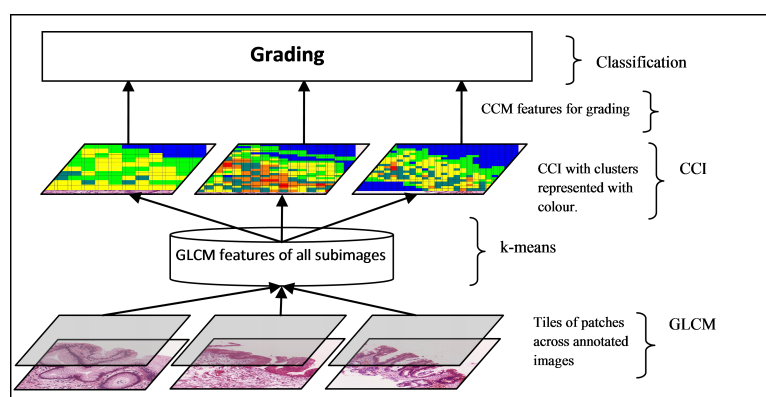 Grading
Classification
CCM features for grading
CCI with clusters
represented with
colour.
CCI
GLCM features of all subimages
k-means
Tiles of patches
across annotated
images
GLCM